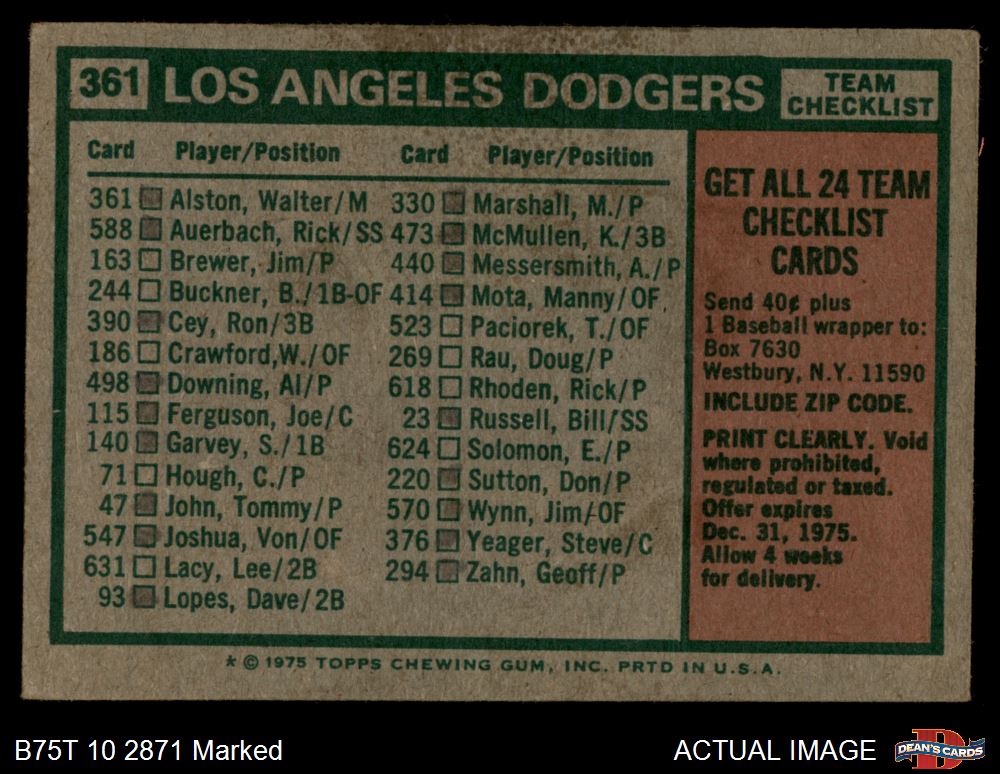 361 LOS ANGELES DODGERS TEAM CHECKLIST
Card Player/Position Card Player/Position
361 Alston, Walter/M
588 Auerbach, Rick/SS
163 Brewer, Jim/P
244 Buckner, B./1B-OF
390 Cey, Ron/3B
186 Crawford,W./OF
498 Downing, Al/P
115 Ferguson, Joe/C
140 Garvey, S./1B
71 Hough, C./P
47 John, Tommy/P
547 Joshua, Von/OF
631 Lacy, Lee/2B
93 Lopes, Dave/2B
330 Marshall, M./P
473 McMullen, K./3B
440 Messersmith, A./P
414 Mota, Manny/OF
523 Paciorek, T./OF
269 Rau, Doug/P
618 Rhoden, Rick/P
23 Russell, Bill/SS
624 Solomon, E./P
220 Sutton, Don/P
570 Wynn, Jim/OF
376 Yeager, Steve/C
294 Zahn, Geoff/P
GET ALL 24 TEAM
CHECKLIST
CARDS
Send 40¢ plus
1 Baseball wrapper to:
Box 7630
Westbury, N.Y. 11590
INCLUDE ZIP CODE.
PRINT CLEARLY. Void
where prohibited,
regulated or taxed.
Offer expires
Dec. 31, 1975.
Allow 4 weeks
for delivery.
* © 1975 TOPPS CHEWING GUM, INC. PRTD IN U.S.A.
B75T 10 2871 Marked
ACTUAL IMAGE
D
DEAN'S CARDS